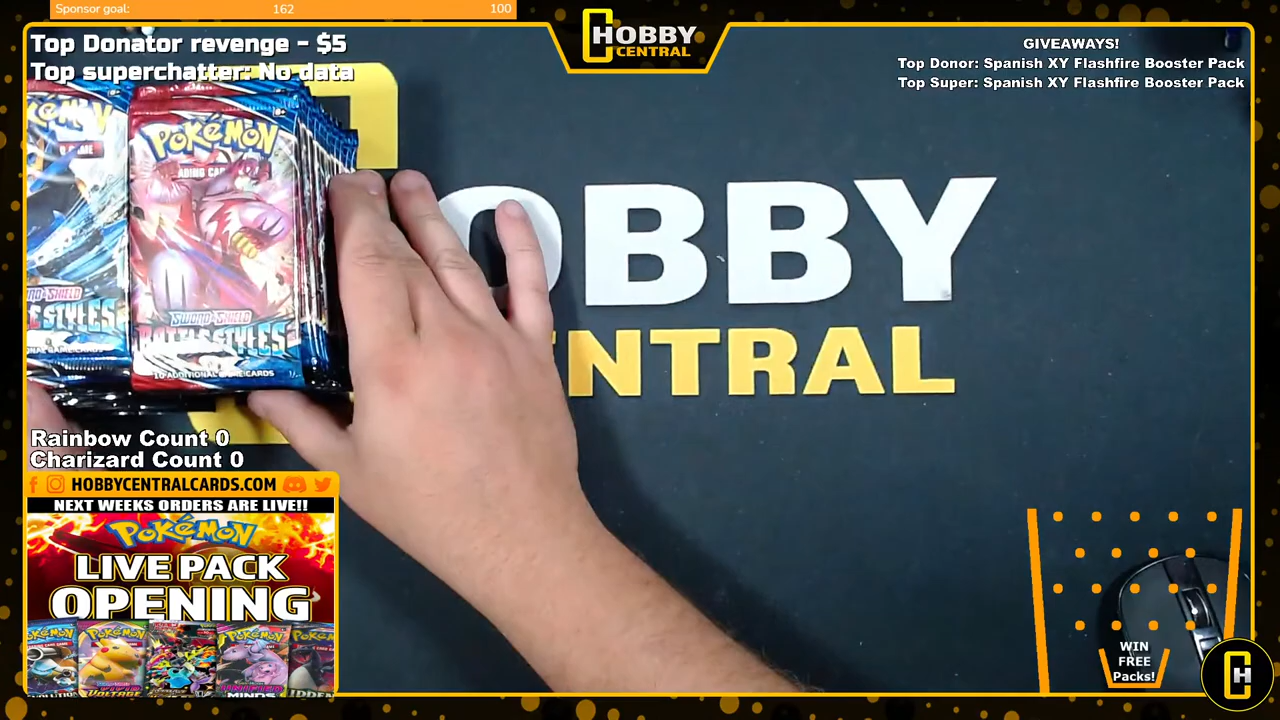 Sponsor goal: 162 100
Top Donator revenge - $5
Top superchatter: No data
HOBBY
CENTRAL
GIVEAWAYS!
Top Donor: Spanish XY Flashfire Booster Pack
Top Super: Spanish XY Flashfire Booster Pack
POKéMON
SWORD & SHIELD
BATTLE STYLES
10 ADDITIONAL GAME CARDS
OBBY
NTRAL
Rainbow Count 0
Charizard Count 0
HOBBYCENTRALCARDS.COM
NEXT WEEKS ORDERS ARE LIVE!!
POKéMON
LIVE PACK
OPENING
WIN
FREE
Packs!
CH